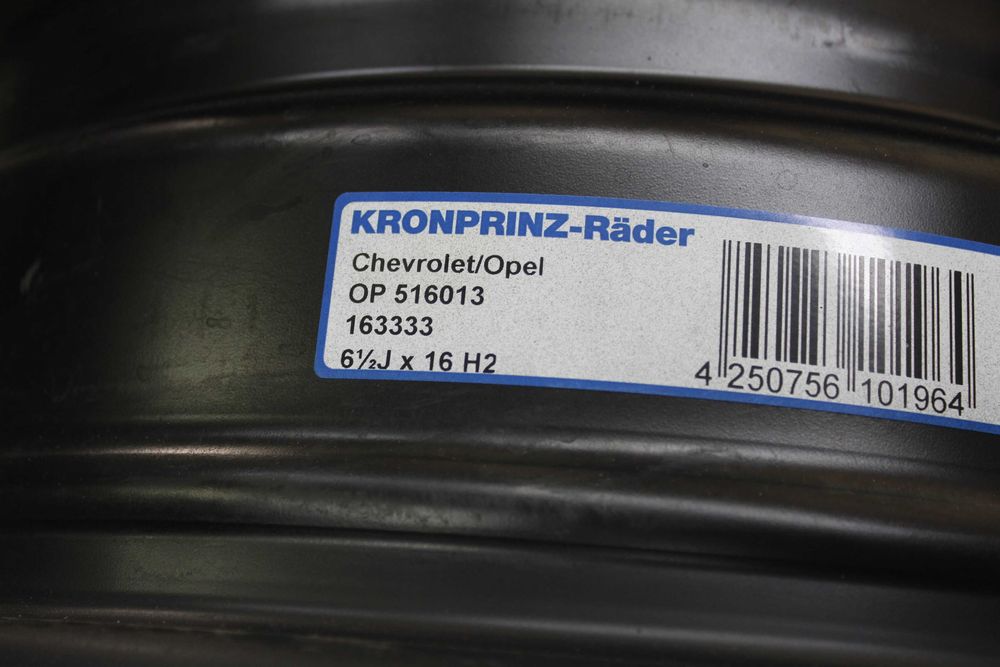 KRONPRINZ-Räder
Chevrolet/Opel
OP 516013
163333
6½J x 16 H2
4 250756 101964